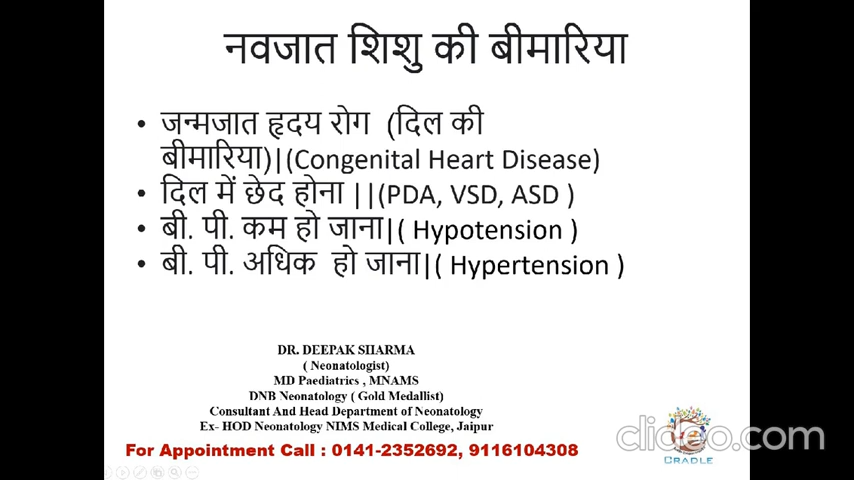 नवजात शिशु की बीमारिया
• जन्मजात हृदय रोग (दिल की
बीमारिया)|(Congenital Heart Disease)
• दिल में छेद होना ||(PDA, VSD, ASD )
• बी. पी. कम हो जाना|( Hypotension )
• बी. पी. अधिक हो जाना|( Hypertension )
DR. DEEPAK SHARMA
( Neonatologist)
MD Paediatrics , MNAMS
DNB Neonatology ( Gold Medallist)
Consultant And Head Department of Neonatology
Ex- HOD Neonatology NIMS Medical College, Jaipur
For Appointment Call : 0141-2352692, 9116104308
clideo.com
CRADLE